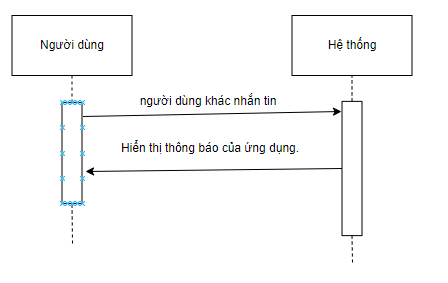 Người dùng
Hệ thống
người dùng khác nhắn tin
Hiển thị thông báo của ứng dụng.